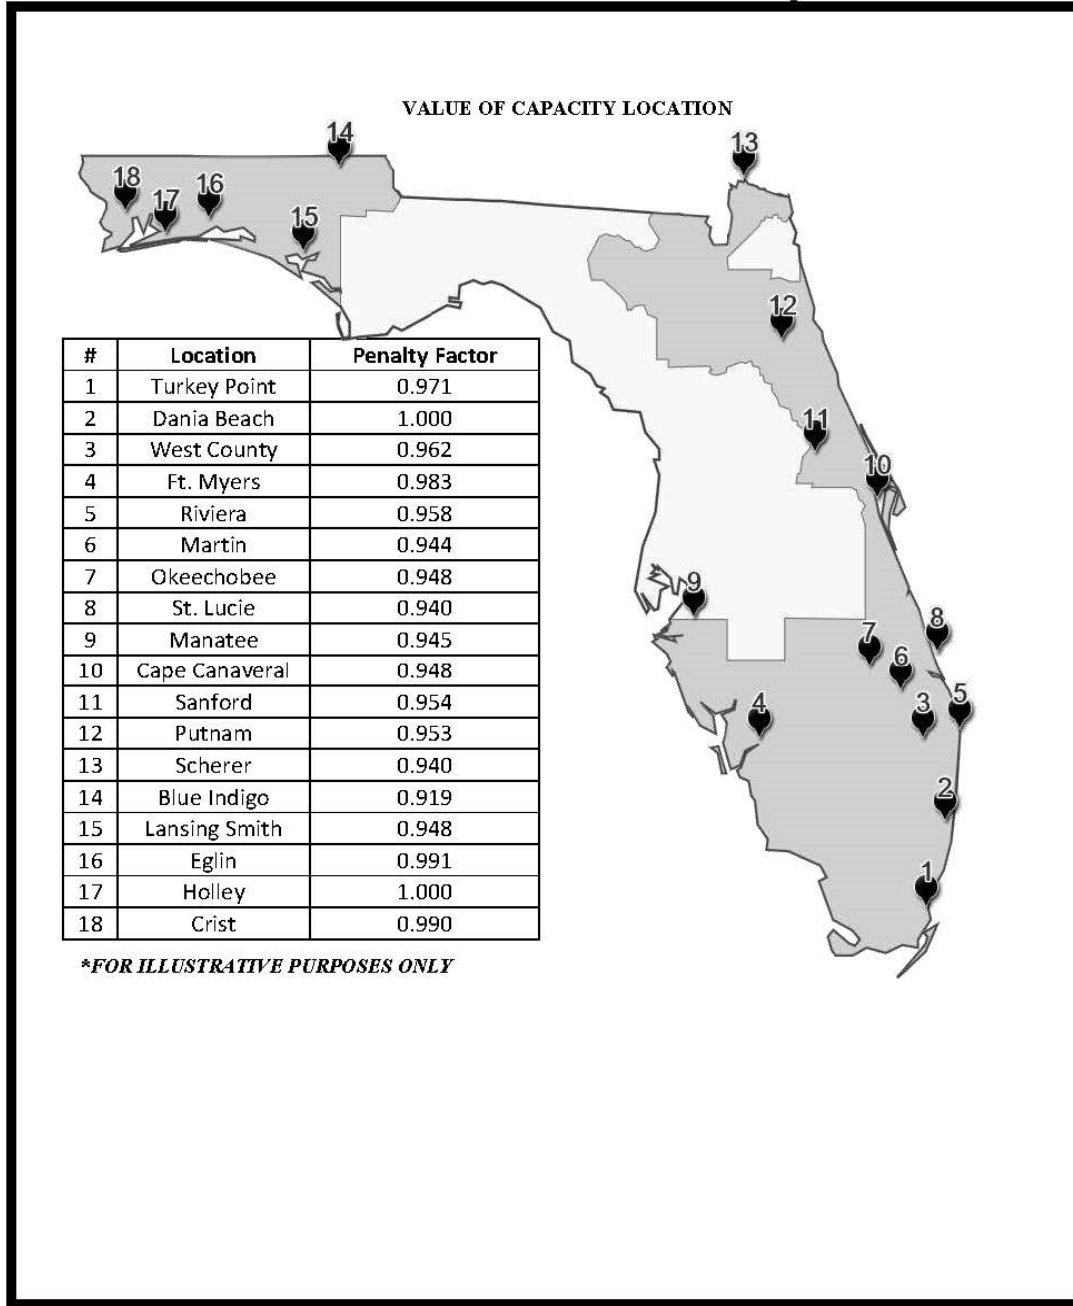 VALUE OF CAPACITY LOCATION
14
13
18
17
16
15
12
# Location Penalty Factor
1 Turkey Point 0.971
2 Dania Beach 1.000
3 West County 0.962
4 Ft. Myers 0.983
5 Riviera 0.958
6 Martin 0.944
7 Okeechobee 0.948
8 St. Lucie 0.940
9 Manatee 0.945
10 Cape Canaveral 0.948
11 Sanford 0.954
12 Putnam 0.953
13 Scherer 0.940
14 Blue Indigo 0.919
15 Lansing Smith 0.948
16 Eglin 0.991
17 Holley 1.000
18 Crist 0.990
11
10
9
8
7
6
5
4
3
2
1
*FOR ILLUSTRATIVE PURPOSES ONLY